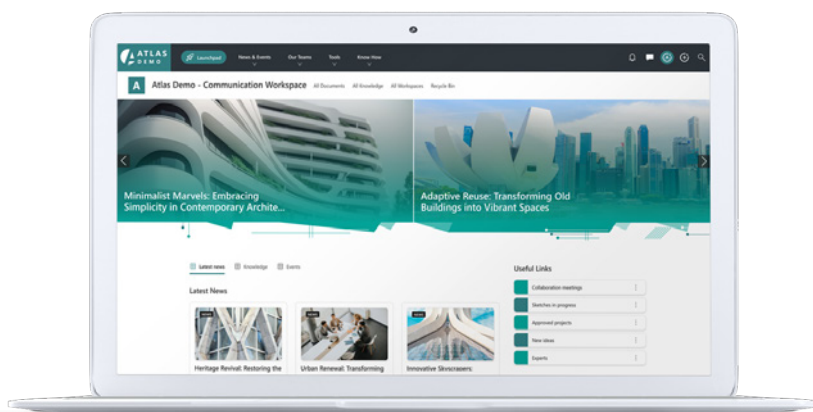 ATLAS
DEMO
Launchpad
News & Events
Our Teams
Tools
Know How
A
Atlas Demo - Communication Workspace
All Documents
All Knowledge
All Workspaces
Recycle Bin
Minimalist Marvels: Embracing
Simplicity in Contemporary Archite...
Adaptive Reuse: Transforming Old
Buildings into Vibrant Spaces
Latest news
Knowledge
Events
Useful Links
Collaboration meetings
Sketches in progress
Approved projects
New ideas
Experts
Latest News
NEWS
NEWS
NEWS
Heritage Revival: Restoring the
Urban Renewal: Transforming
Innovative Skyscrapers: